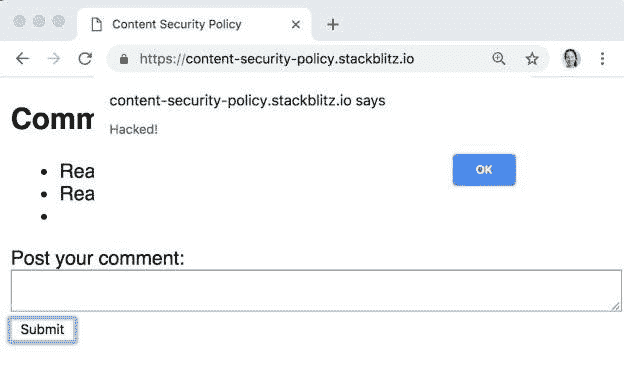 Content Security Policy
https://content-security-policy.stackblitz.io
content-security-policy.stackblitz.io says
Hacked!
OK
Comm
Rea
Rea
Post your comment:
Submit